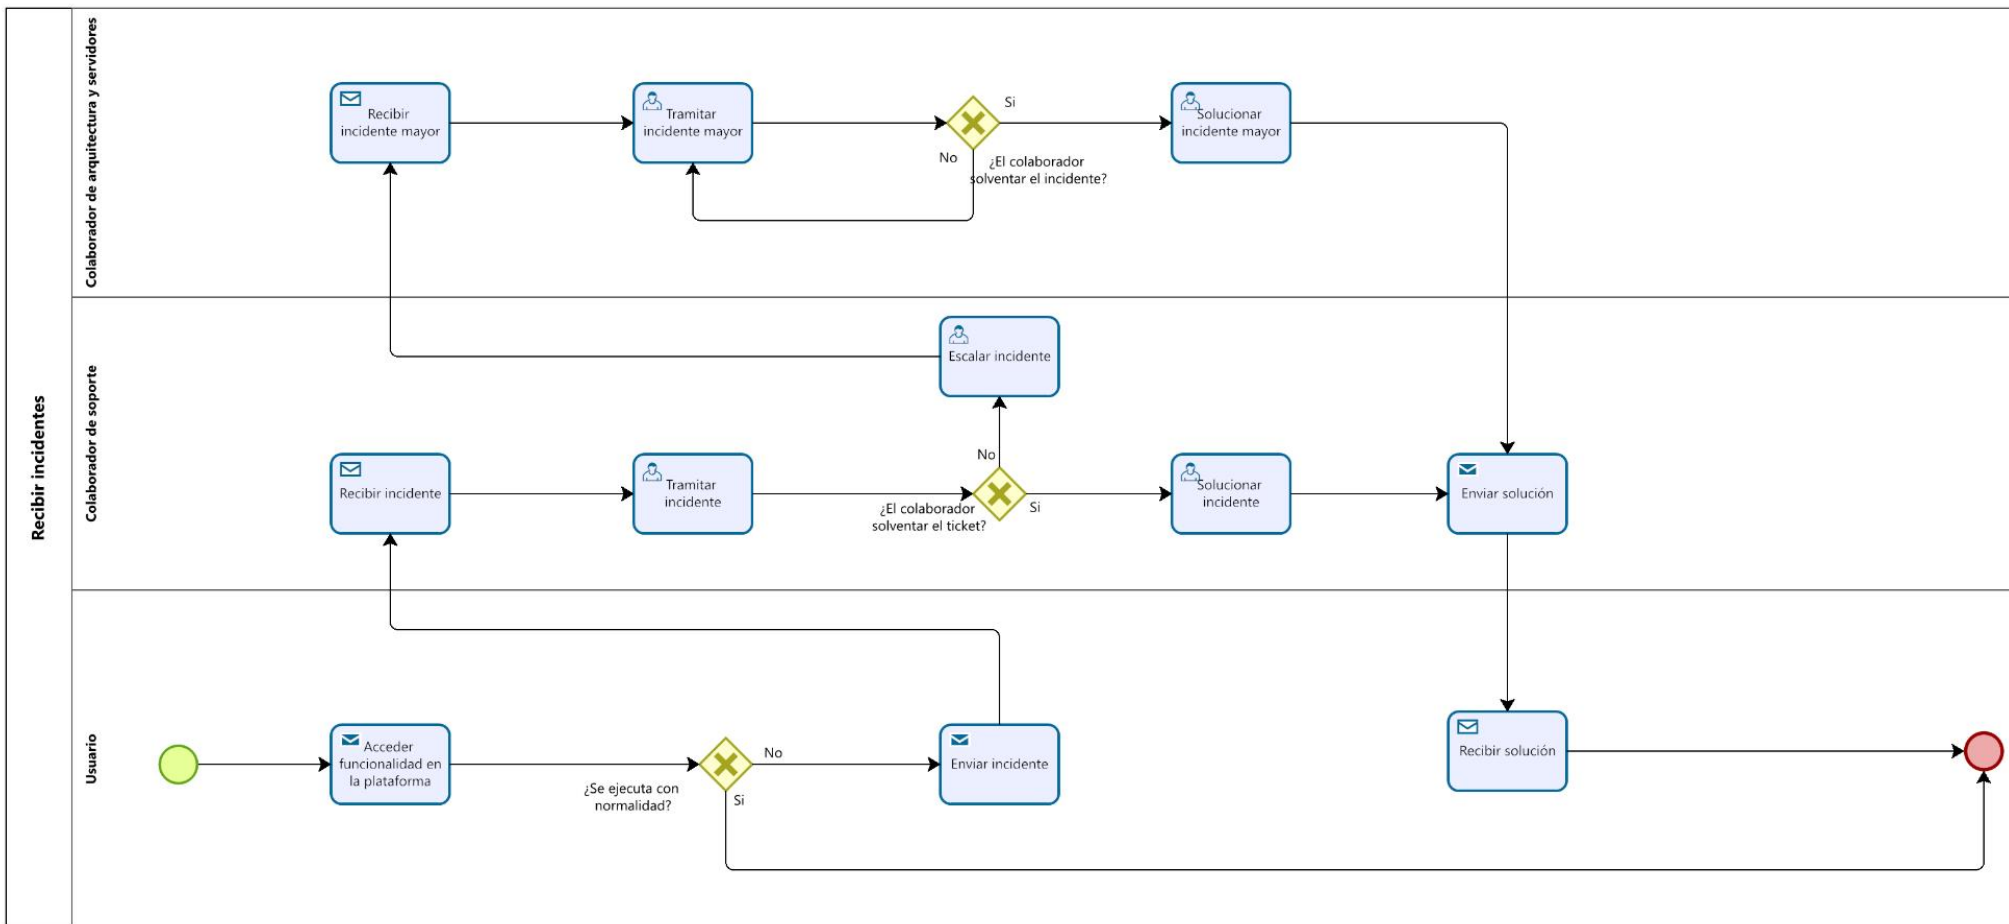 Recibir incidentes
Colaborador de arquitectura y servidores
Recibir
incidente mayor
Tramitar
incidente mayor
Si
No
¿El colaborador
solventar el incidente?
Solucionar
incidente mayor
Colaborador de soporte
Escalar incidente
No
Recibir incidente
Tramitar
incidente
¿El colaborador
solventar el ticket?
Si
Solucionar
incidente
Enviar solución
Usuario
Acceder
funcionalidad en
la plataforma
¿Se ejecuta con
normalidad?
No
Si
Enviar incidente
Recibir solución